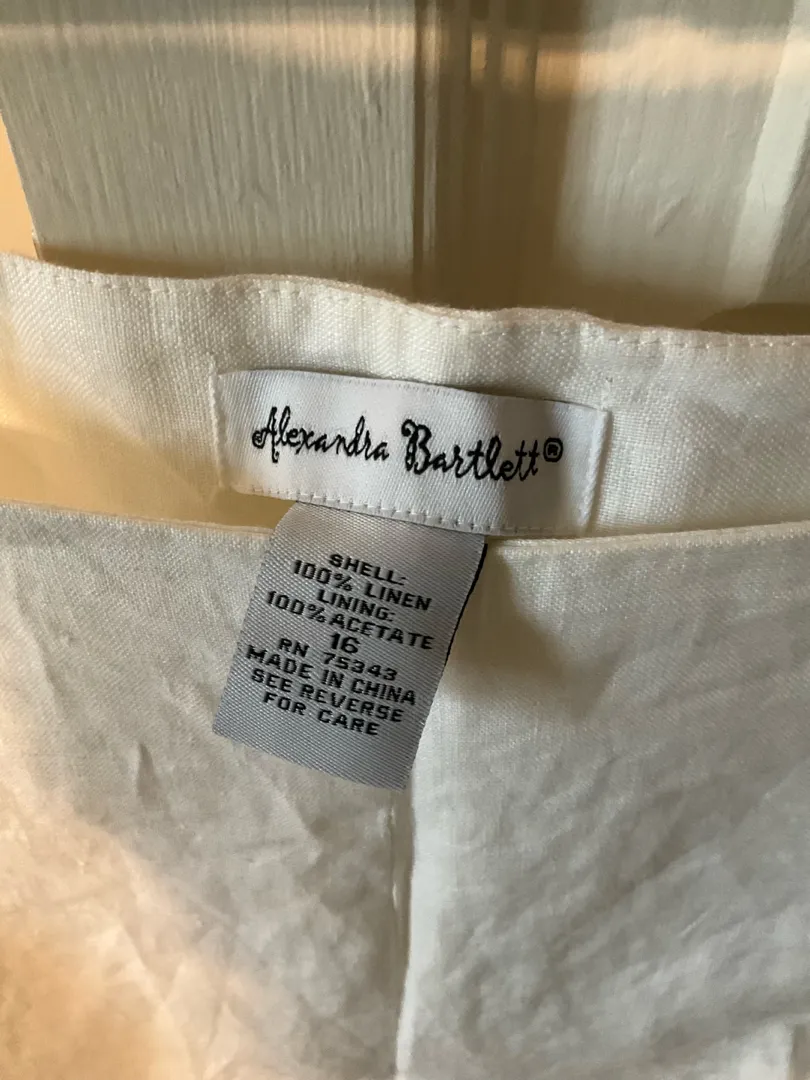 Alexandra Bartlett®
SHELL:
100% LINEN
LINING:
100% ACETATE
16
RN 75343
MADE IN CHINA
SEE REVERSE
FOR CARE